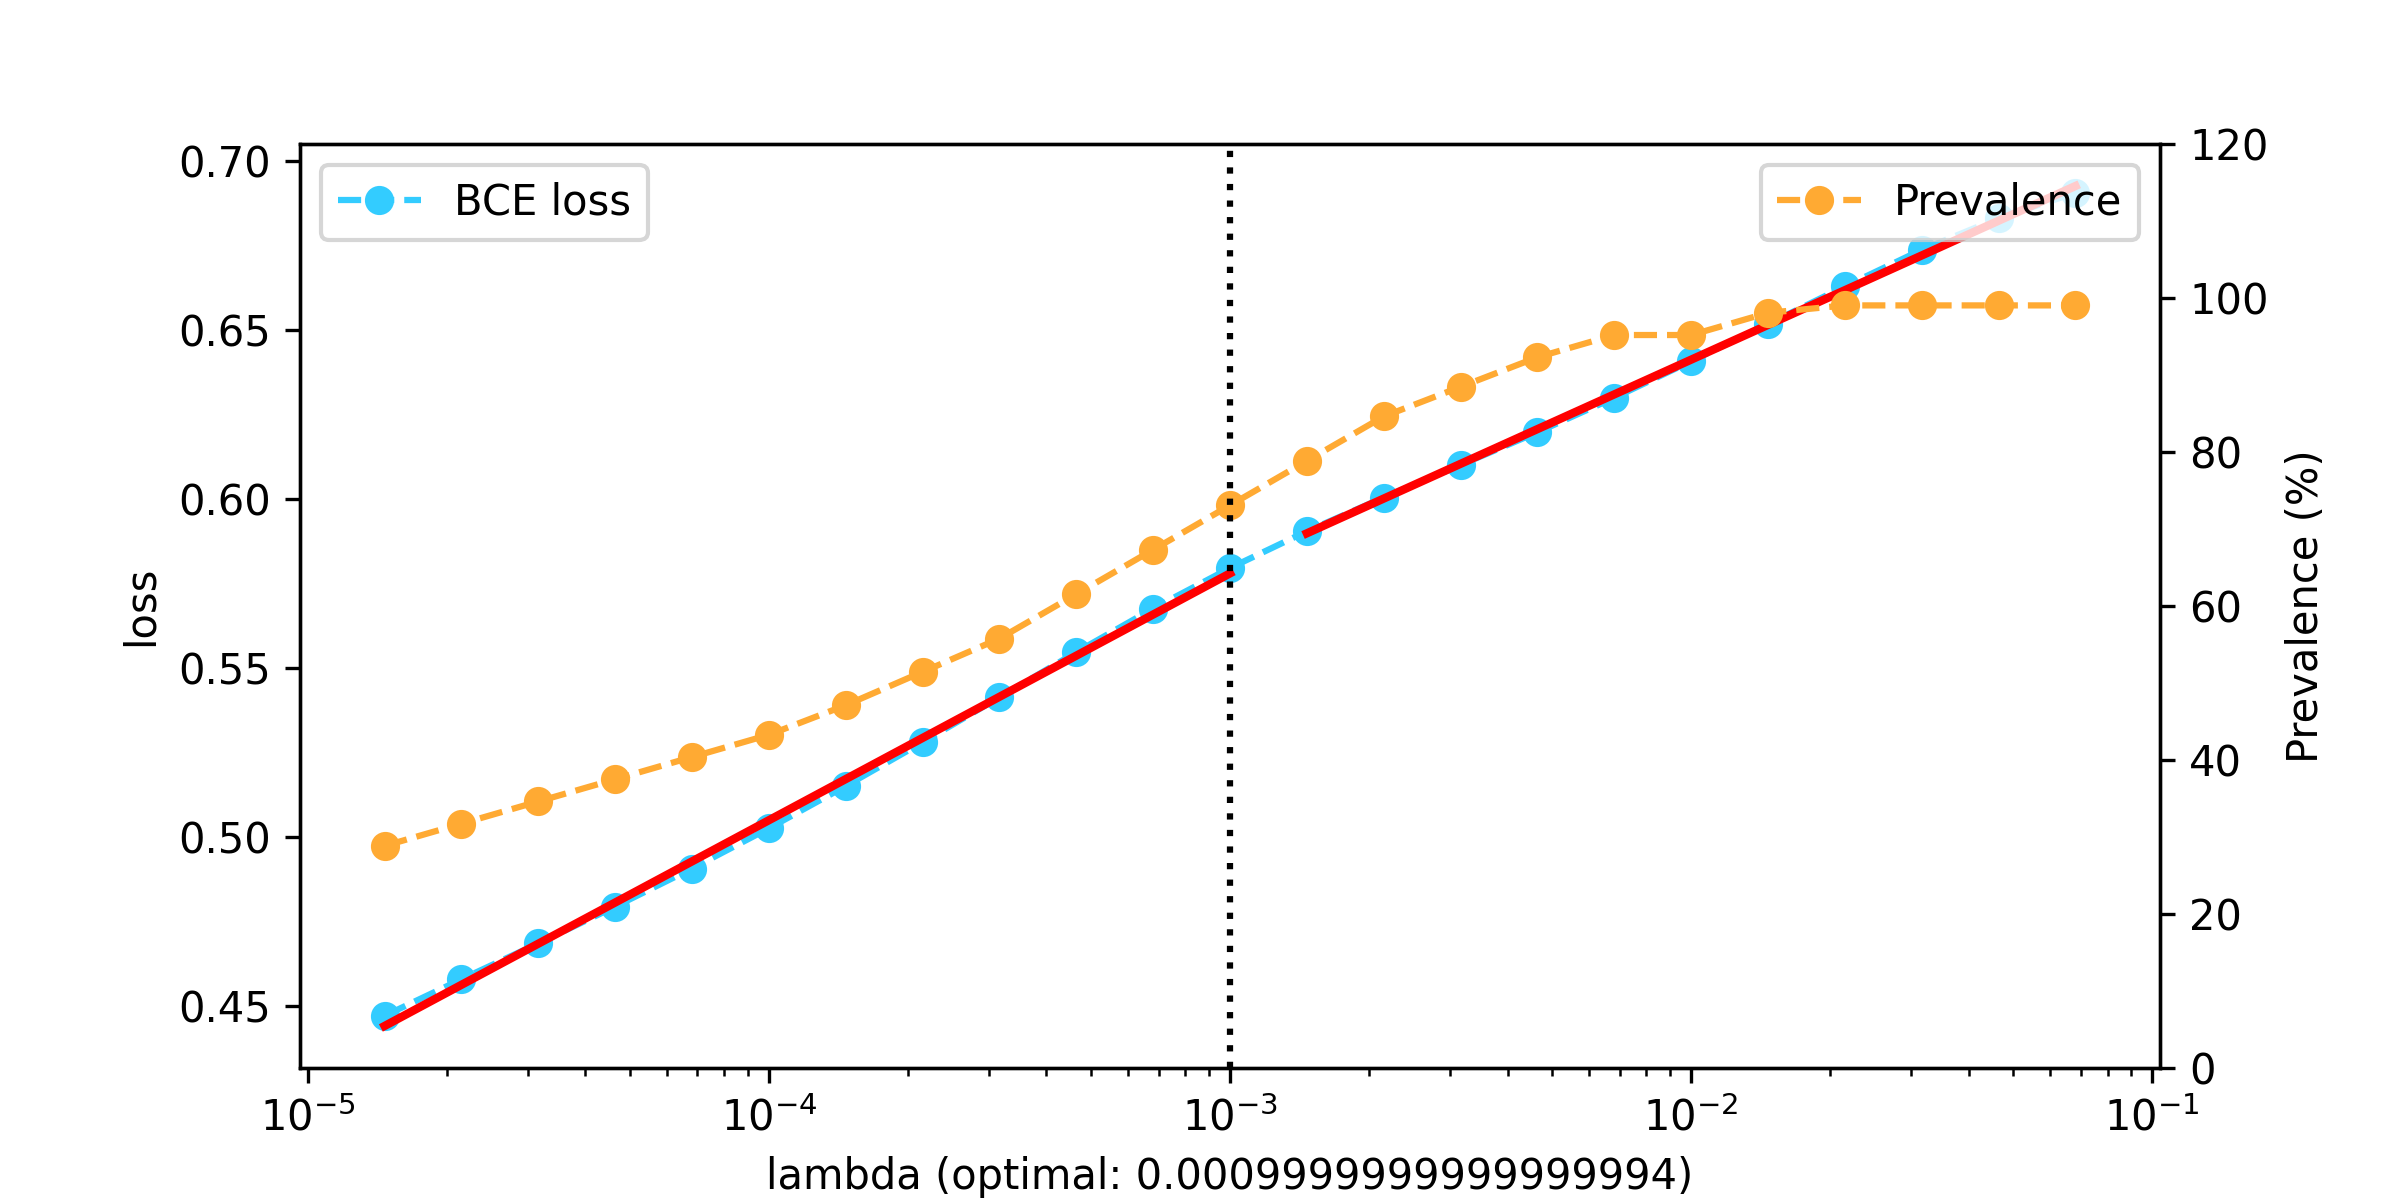 0.70
0.65
0.60
0.55
0.50
0.45
loss
BCE loss
Prevalence
120
100
80
60
40
20
0
Prevalence (%)
10⁻⁵ 10⁻⁴ 10⁻³ 10⁻² 10⁻¹
lambda (optimal: 0.0009999999999999994)